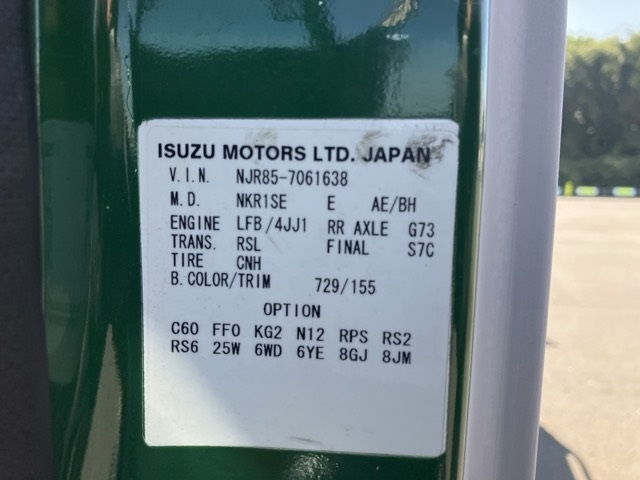 ISUZU MOTORS LTD. JAPAN
V.I.N. NJR85-7061638
M.D. NKR1SE E AE/BH
ENGINE LFB/4JJ1 RR AXLE G73
TRANS. RSL FINAL S7C
TIRE CNH
B.COLOR/TRIM 729/155
OPTION
C60 FF0 KG2 N12 RPS RS2
RS6 25W 6WD 6YE 8GJ 8JM